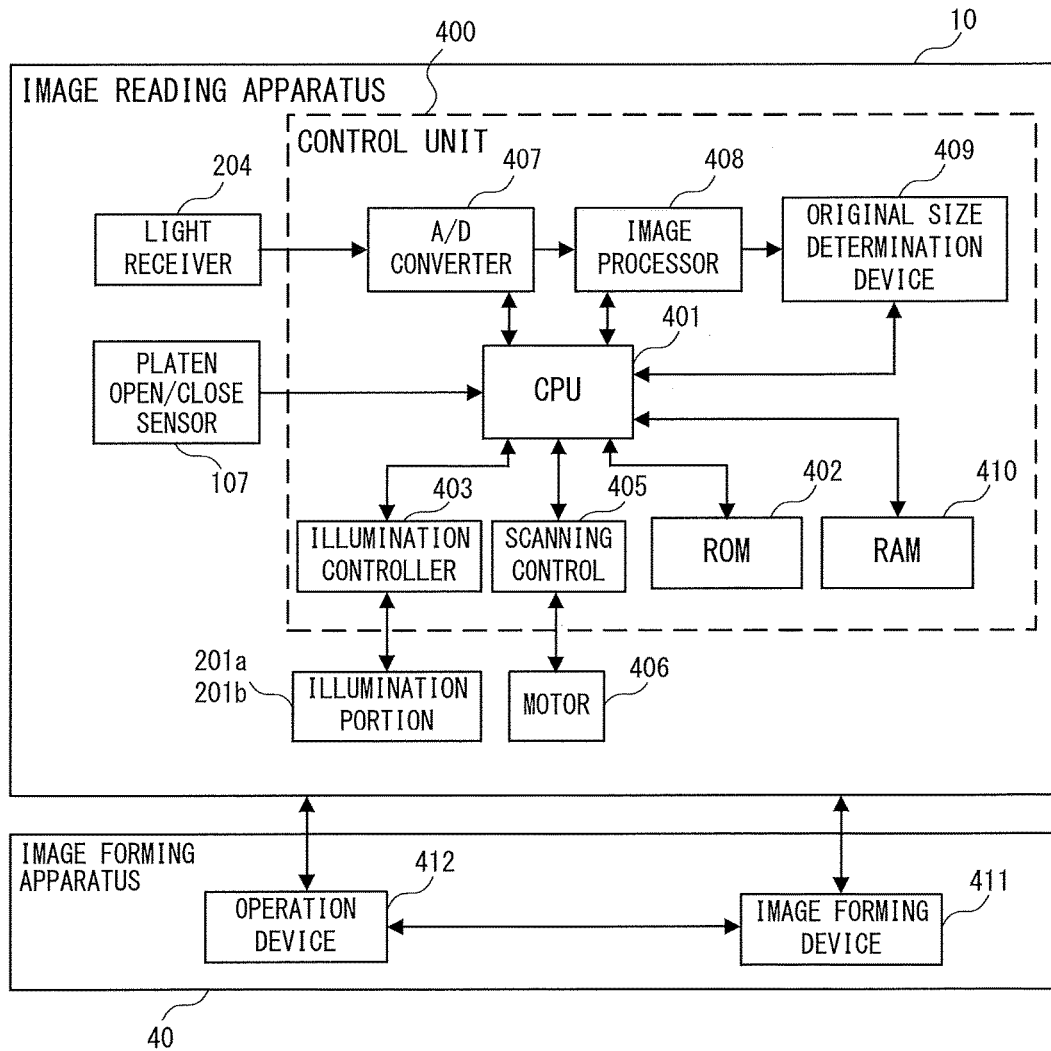 400
10
IMAGE READING APPARATUS
CONTROL UNIT
204
407
408
409
LIGHT
RECEIVER
A/D
CONVERTER
IMAGE
PROCESSOR
ORIGINAL SIZE
DETERMINATION
DEVICE
401
PLATEN
OPEN/CLOSE
SENSOR
CPU
107
403
405
402
410
ILLUMINATION
CONTROLLER
SCANNING
CONTROL
ROM
RAM
201a
201b
ILLUMINATION
PORTION
MOTOR
406
IMAGE FORMING
APPARATUS
412
411
OPERATION
DEVICE
IMAGE FORMING
DEVICE
40